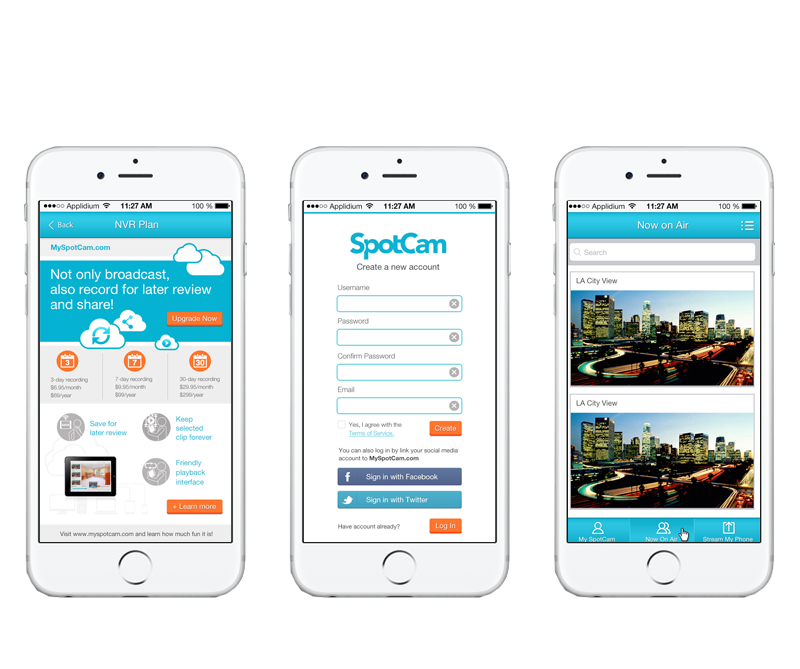 ●●●○○ Applidium 11:27 AM 100 %
Back NVR Plan
MySpotCam.com
Not only broadcast,
also record for later review
and share!
Upgrade Now
3 7 30
3-day recording 7-day recording 30-day recording
$6.95/month $9.95/month $29.95/month
$69/year $99/year $299/year
Save for
later review
Keep
selected
clip forever
Friendly
playback
interface
+ Learn more
Visit www.myspotcam.com and learn how much fun it is!
●●●○○ Applidium 11:27 AM 100 %
SpotCam
Create a new account
Username
Password
Confirm Password
Email
Yes, I agree with the
Terms of Service.
Create
You can also log in by link your social media
account to MySpotCam.com
f Sign in with Facebook
Sign in with Twitter
Have account already? Log In
●●●○○ Applidium 11:27 AM 100 %
Now on Air
Search
LA City View
LA City View
My SpotCam Now On Air Stream My Phone